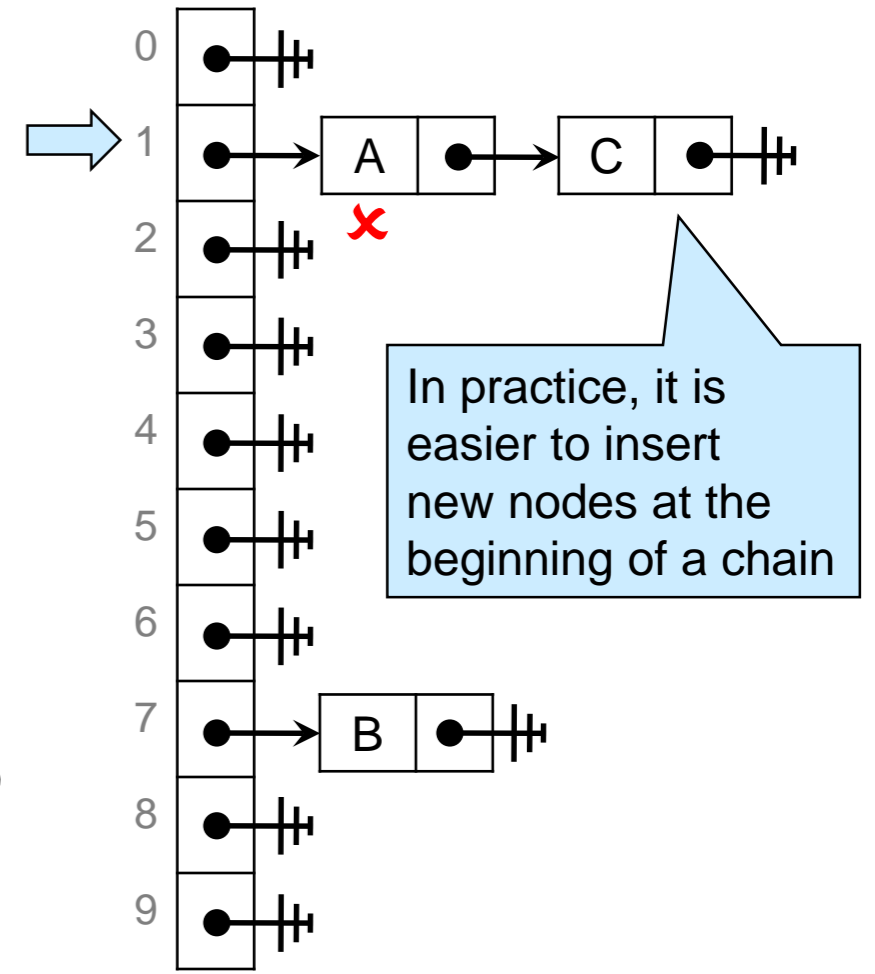 0
1
A
C
2
3
In practice, it is
easier to insert
new nodes at the
beginning of a chain
4
5
6
7
B
8
9